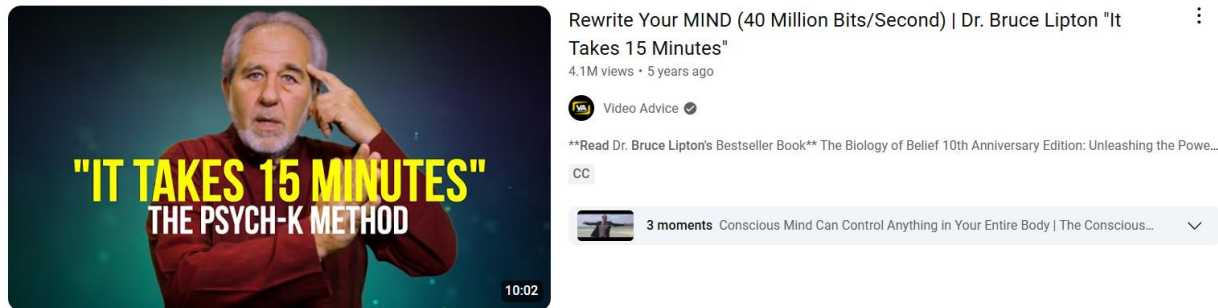 "IT TAKES 15 MINUTES"
THE PSYCH-K METHOD
10:02
Rewrite Your MIND (40 Million Bits/Second) | Dr. Bruce Lipton "It
Takes 15 Minutes"
4.1M views • 5 years ago
VA
Video Advice
**Read Dr. Bruce Lipton's Bestseller Book** The Biology of Belief 10th Anniversary Edition: Unleashing the Powe...
CC
3 moments Conscious Mind Can Control Anything in Your Entire Body | The Conscious...